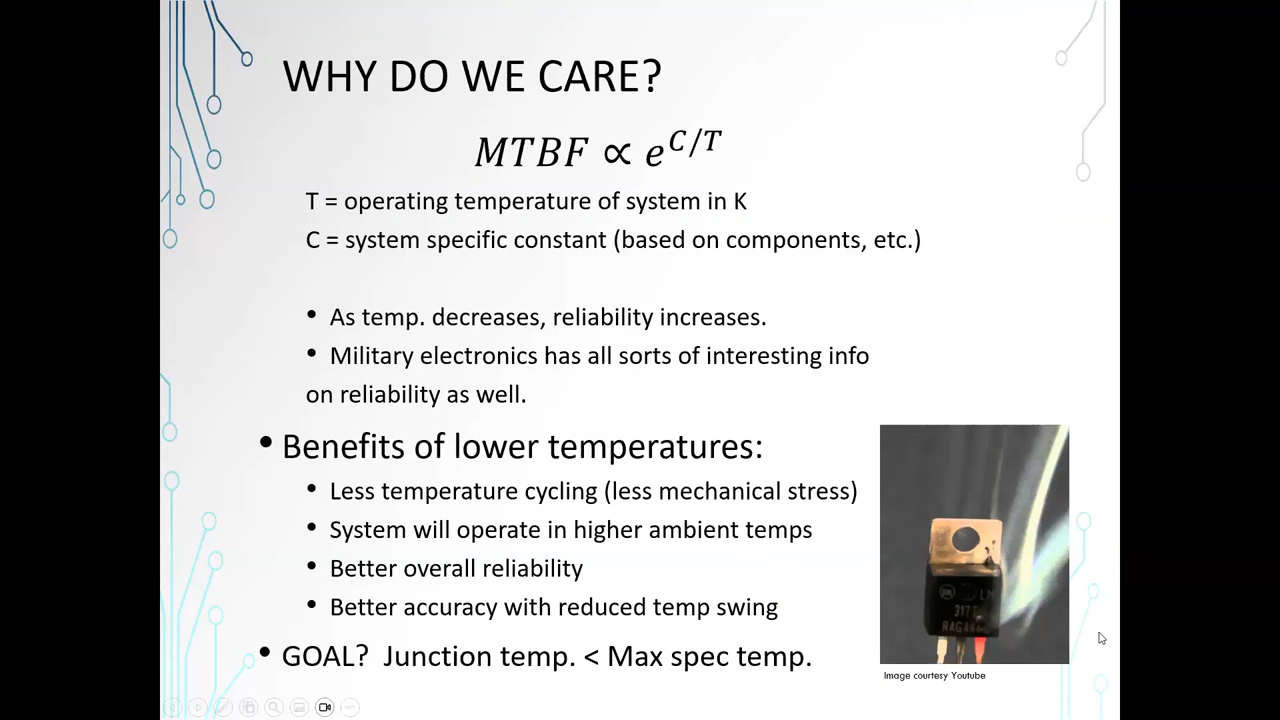 WHY DO WE CARE?
MTBF ∝ e^{C/T}
T = operating temperature of system in K
C = system specific constant (based on components, etc.)
• As temp. decreases, reliability increases.
• Military electronics has all sorts of interesting info
on reliability as well.
• Benefits of lower temperatures:
• Less temperature cycling (less mechanical stress)
• System will operate in higher ambient temps
• Better overall reliability
• Better accuracy with reduced temp swing
• GOAL? Junction temp. < Max spec temp.
LM
317T
Image courtesy Youtube